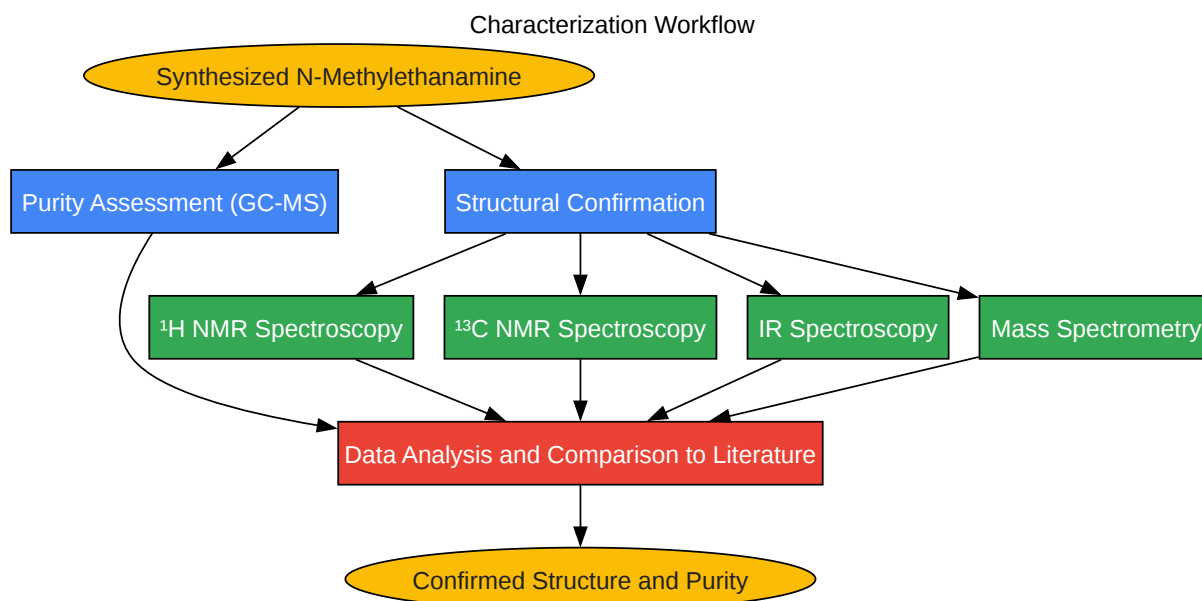 Characterization Workflow
Synthesized N-Methylethanamine
Purity Assessment (GC-MS)
Structural Confirmation
¹H NMR Spectroscopy
¹³C NMR Spectroscopy
IR Spectroscopy
Mass Spectrometry
Data Analysis and Comparison to Literature
Confirmed Structure and Purity